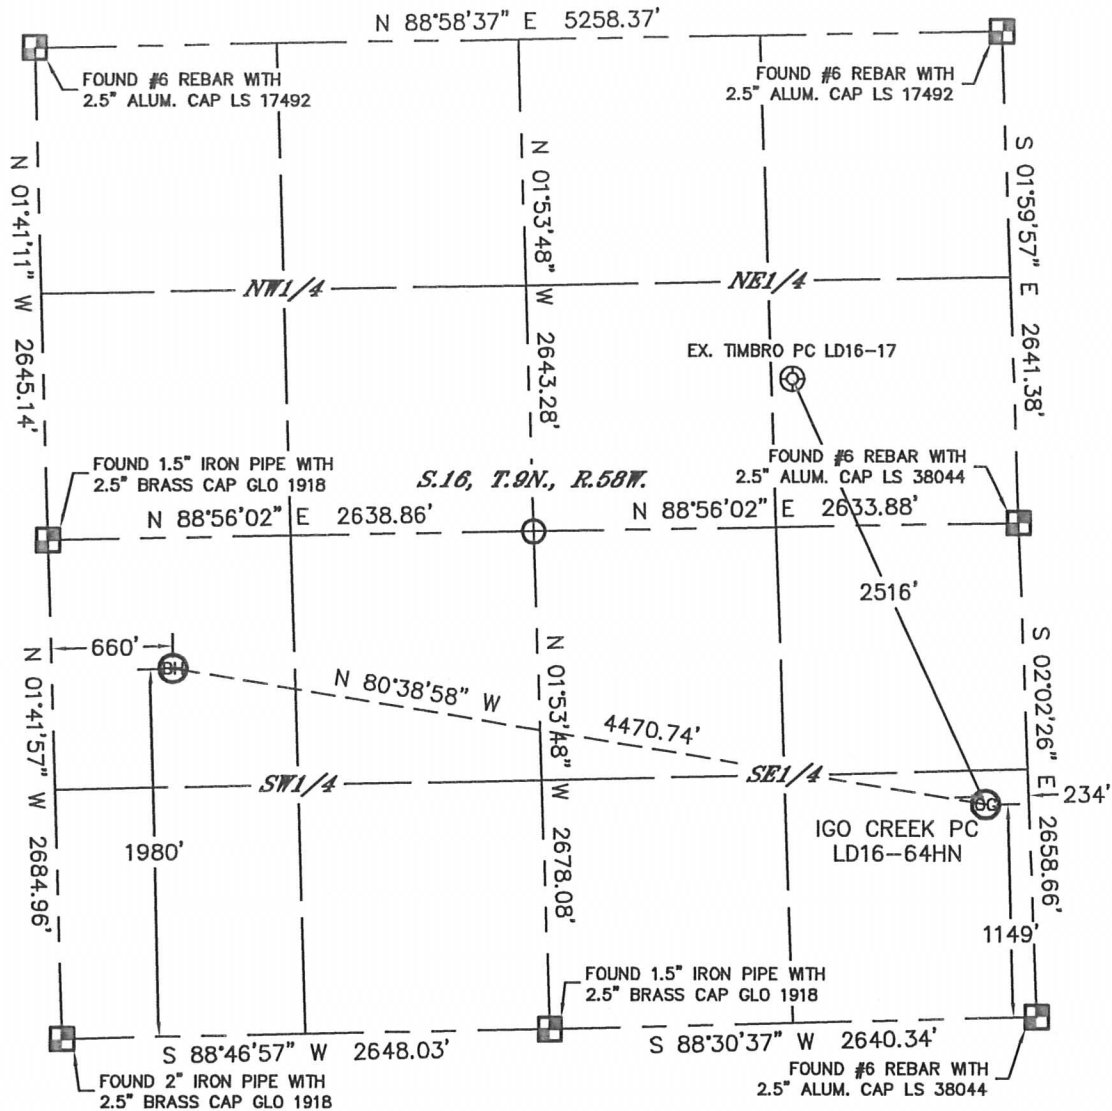 N 88°58'37" E 5258.37'
FOUND #6 REBAR WITH
2.5" ALUM. CAP LS 17492
FOUND #6 REBAR WITH
2.5" ALUM. CAP LS 17492
N 01°41'11" W 2645.14'
N 01°53'48" W 2643.28'
S 01°59'57" E 2641.38'
NW1/4
NE1/4
EX. TIMBRO PC LD16-17
FOUND 1.5" IRON PIPE WITH
2.5" BRASS CAP GLO 1918
S.16, T.9N., R.58W.
FOUND #6 REBAR WITH
2.5" ALUM. CAP LS 38044
N 88°56'02" E 2638.86'
N 88°56'02" E 2633.88'
2516'
660'
BH
N 80°38'58" W 4470.74'
N 01°41'57" W 2684.96'
N 01°53'48" W 2678.08'
S 02°02'26" E 2658.66'
SW1/4
SE1/4
234'
OG
IGO CREEK PC
LD16-64HN
1980'
1149'
FOUND 1.5" IRON PIPE WITH
2.5" BRASS CAP GLO 1918
S 88°46'57" W 2648.03'
S 88°30'37" W 2640.34'
FOUND 2" IRON PIPE WITH
2.5" BRASS CAP GLO 1918
FOUND #6 REBAR WITH
2.5" ALUM. CAP LS 38044